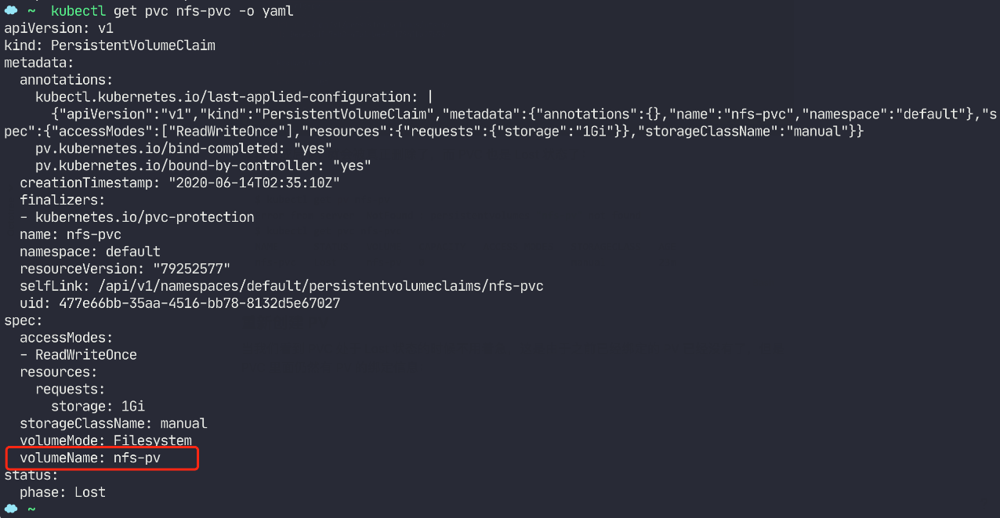 ~ kubectl get pvc nfs-pvc -o yaml
apiVersion: v1
kind: PersistentVolumeClaim
metadata:
  annotations:
    kubectl.kubernetes.io/last-applied-configuration: |
      {"apiVersion":"v1","kind":"PersistentVolumeClaim","metadata":{"annotations":{},"name":"nfs-pvc","namespace":"default"},"s
pec":{"accessModes":["ReadWriteOnce"],"resources":{"requests":{"storage":"1Gi"}},"storageClassName":"manual"}}
    pv.kubernetes.io/bind-completed: "yes"
    pv.kubernetes.io/bound-by-controller: "yes"
  creationTimestamp: "2020-06-14T02:35:10Z"
  finalizers:
  - kubernetes.io/pvc-protection
  name: nfs-pvc
  namespace: default
  resourceVersion: "79252577"
  selfLink: /api/v1/namespaces/default/persistentvolumeclaims/nfs-pvc
  uid: 477e66bb-35aa-4516-bb78-8132d5e67027
spec:
  accessModes:
  - ReadWriteOnce
  resources:
    requests:
      storage: 1Gi
  storageClassName: manual
  volumeMode: Filesystem
  volumeName: nfs-pv
status:
  phase: Lost
~